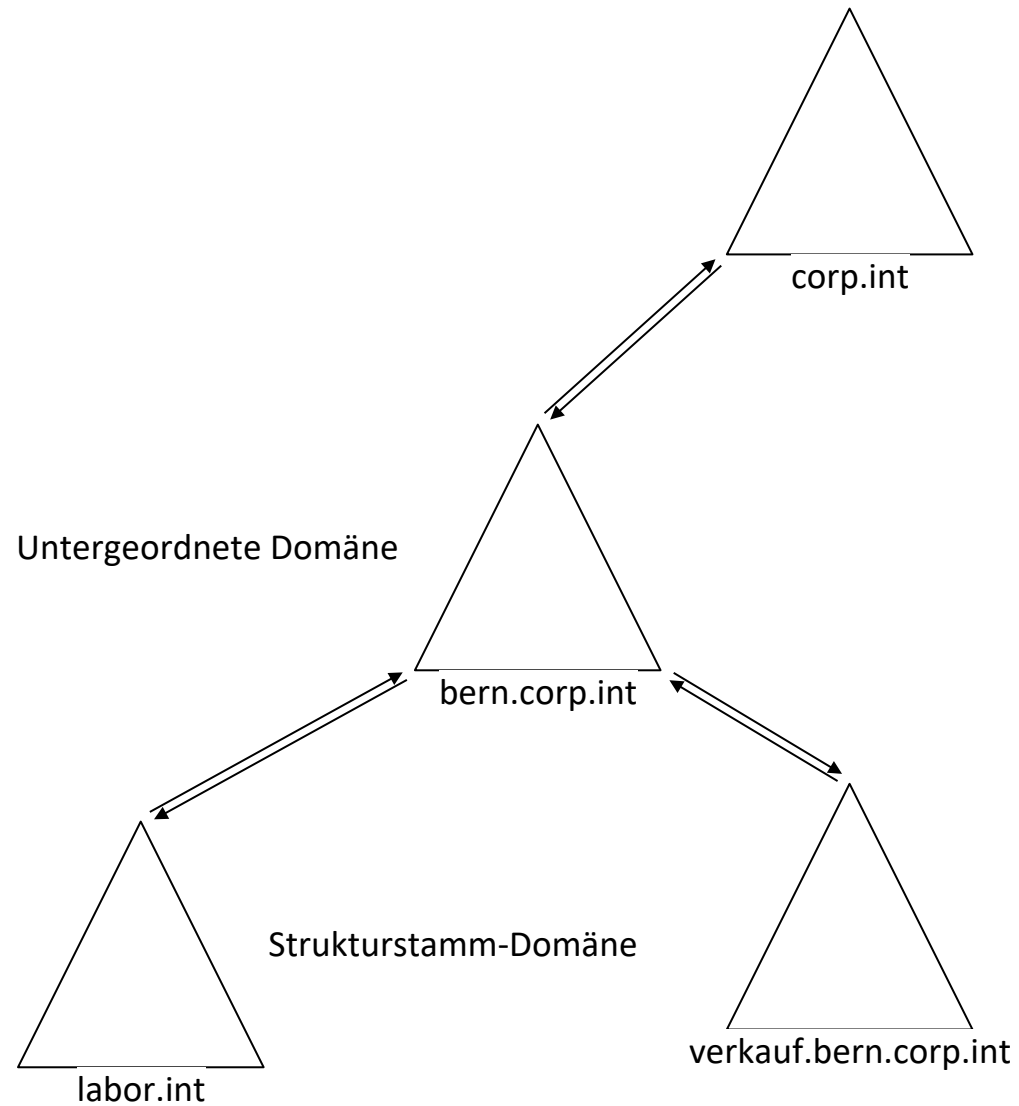 corp.int
Untergeordnete Domäne
bern.corp.int
Strukturstamm-Domäne
verkauf.bern.corp.int
labor.int